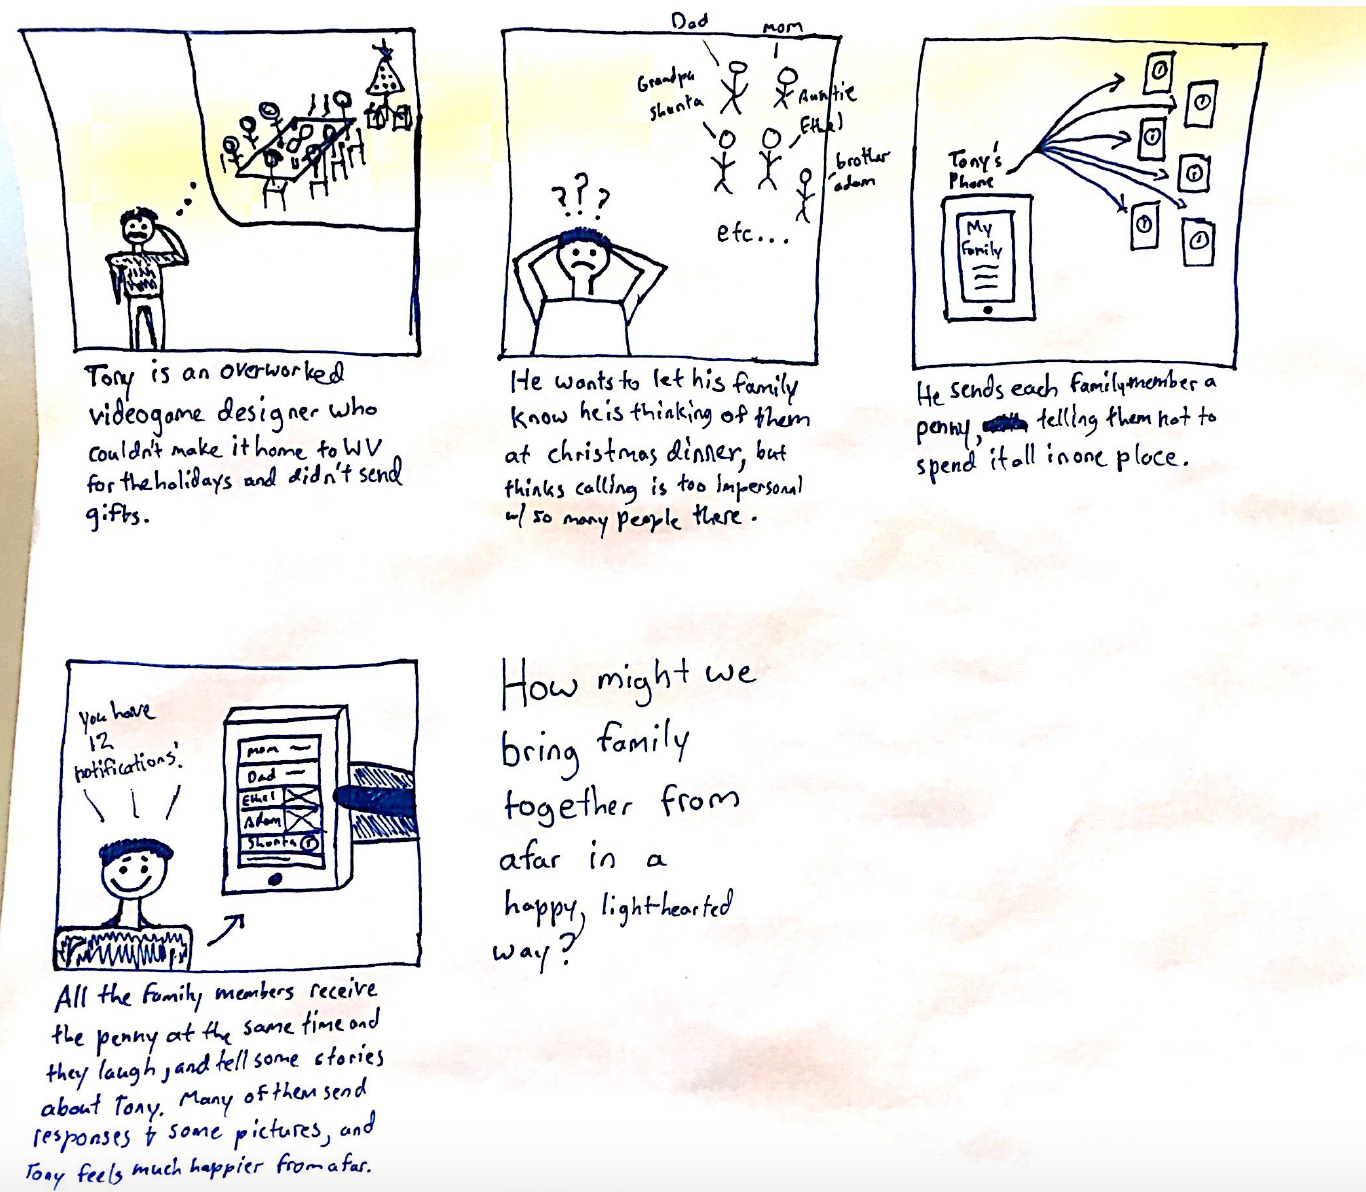 Tony is an overworked
videogame designer who
couldn't make it home to WV
for the holidays and didn't send
gifts.
Dad
mom
Grandpa
Shunta
Auntie
Ethel
brother
adam
???
etc...
He wants to let his family
know he is thinking of them
at christmas dinner, but
thinks calling is too impersonal
w/ so many people there.
Tony's
Phone
My
Family
He sends each family member a
penny, telling them not to
spend it all in one place.
You have
12
notifications!
mom
Dad
Ethel
Adam
Shunta
All the family members receive
the penny at the same time and
they laugh, and tell some stories
about Tony. Many of them send
responses & some pictures, and
Tony feels much happier from afar.
How might we
bring family
together from
afar in a
happy, light-hearted
way?